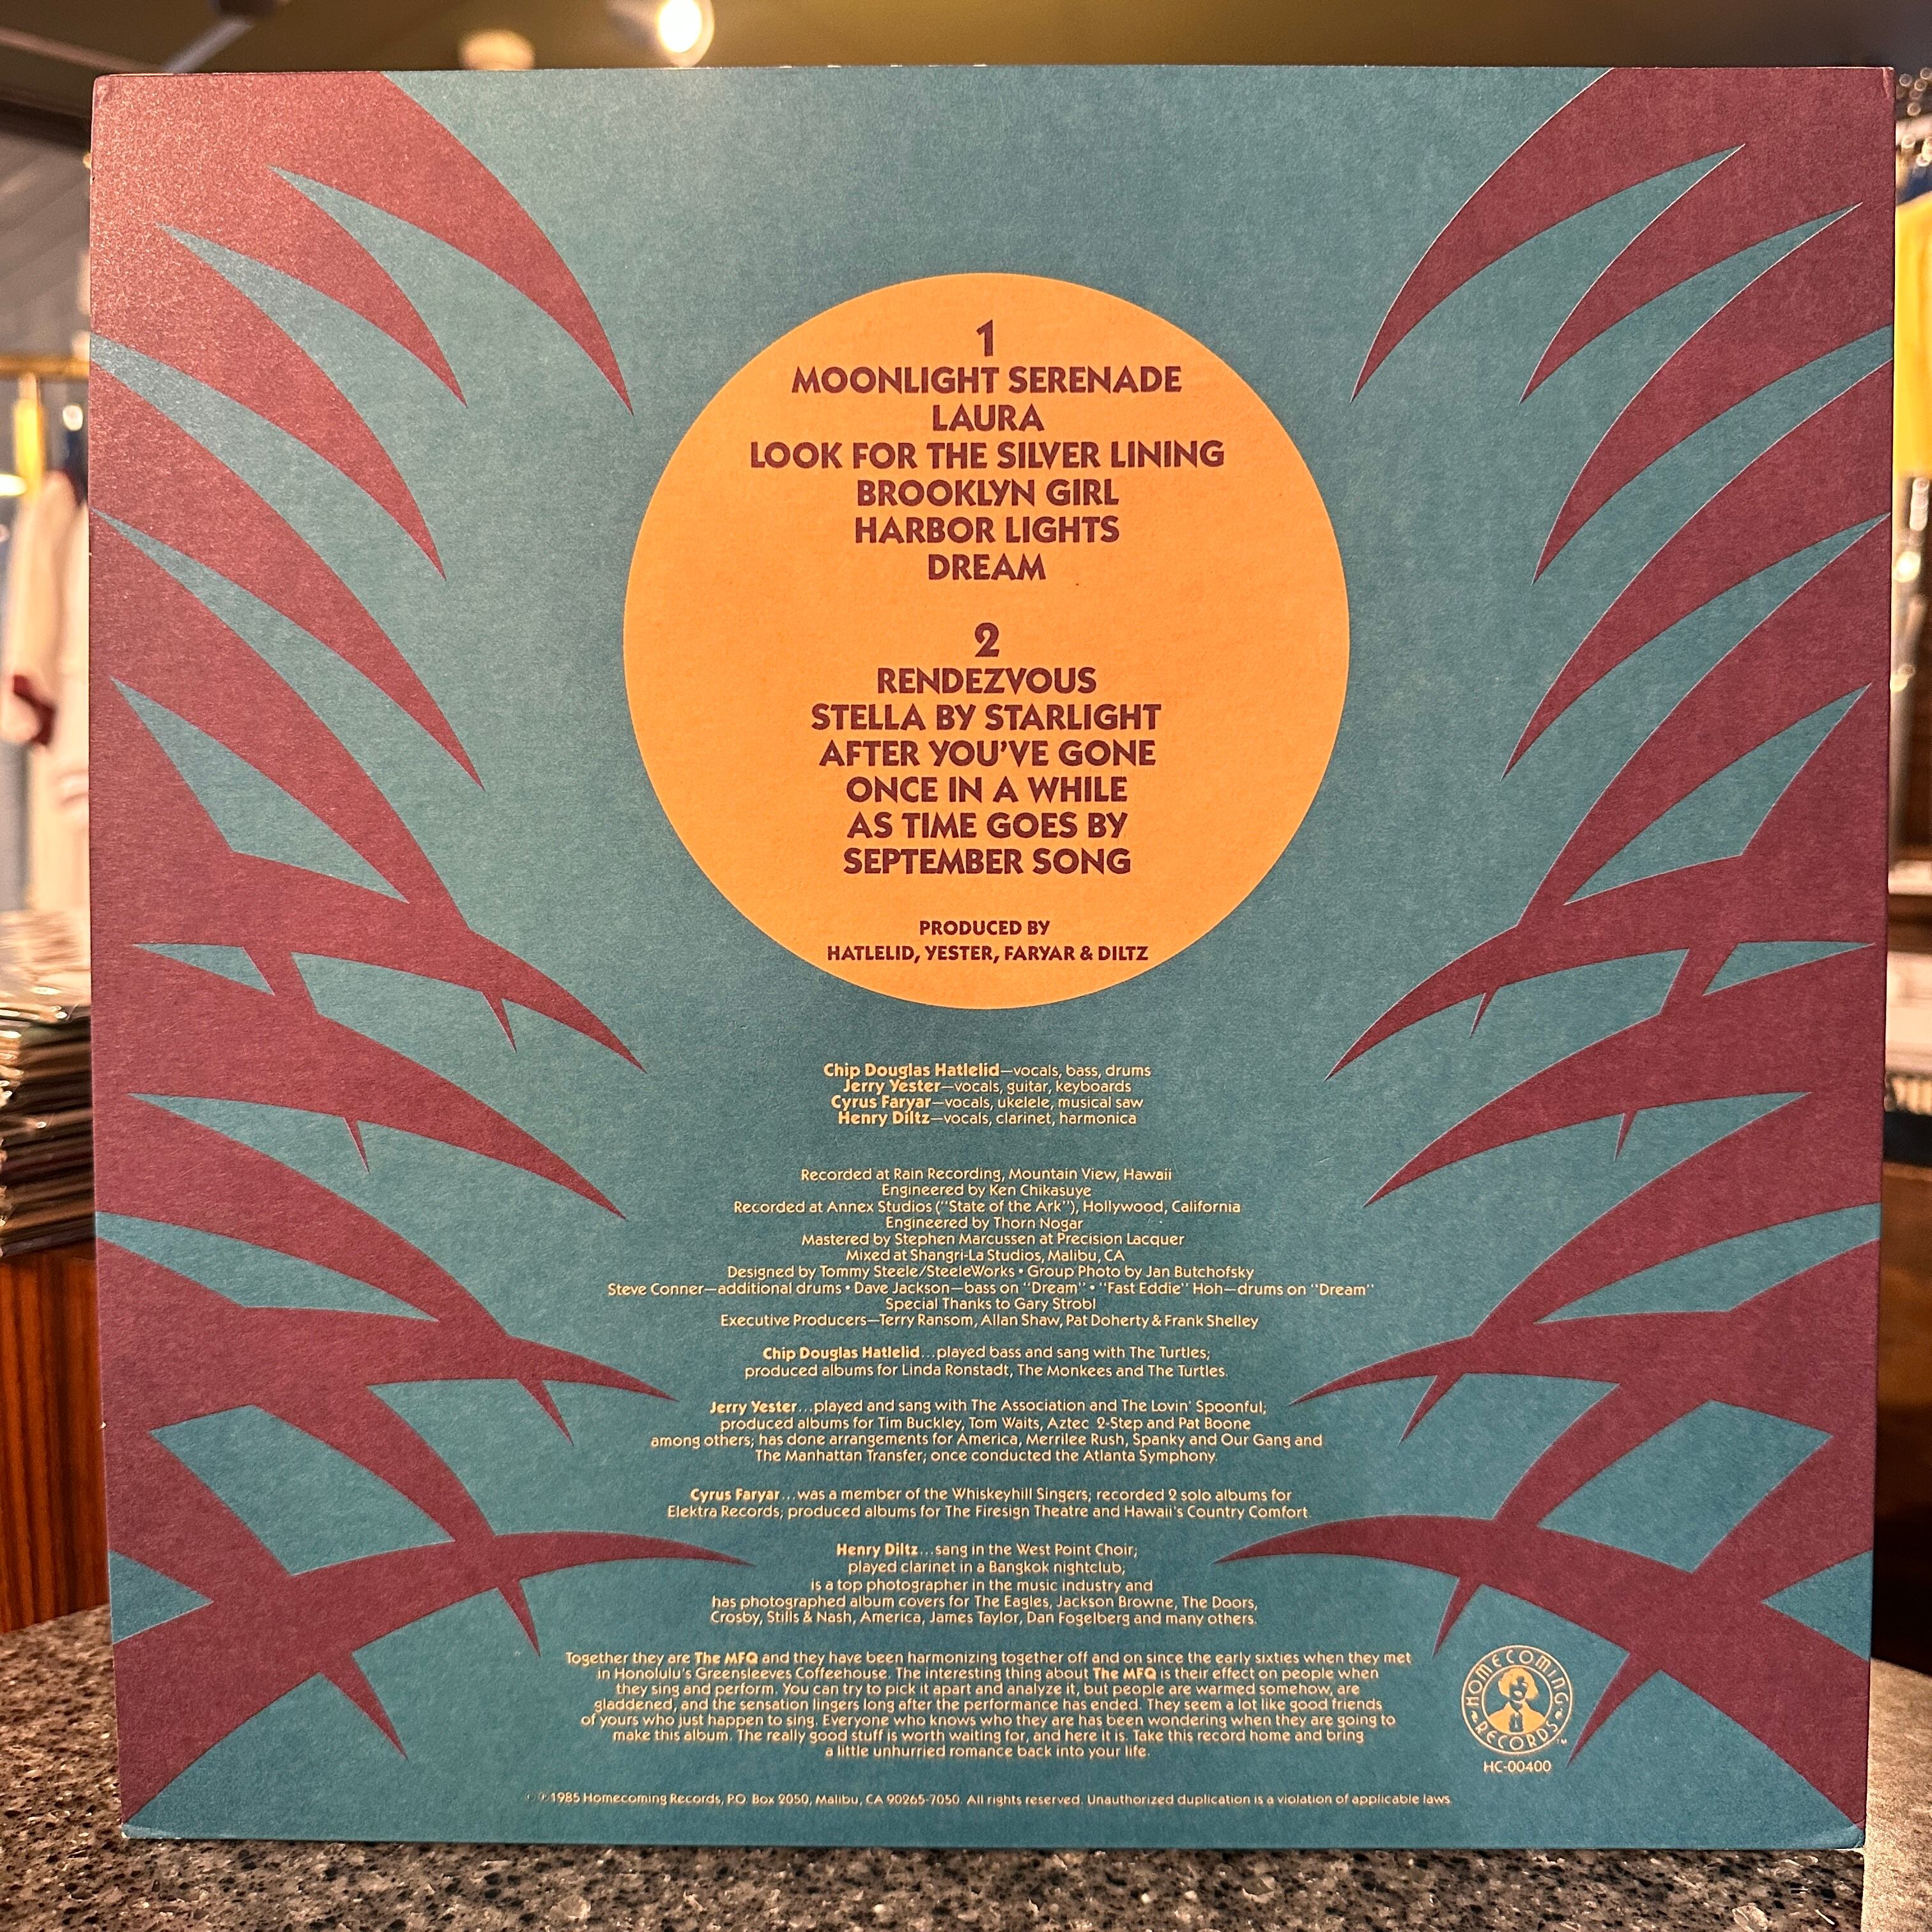 1
MOONLIGHT SERENADE
LAURA
LOOK FOR THE SILVER LINING
BROOKLYN GIRL
HARBOR LIGHTS
DREAM
2
RENDEZVOUS
STELLA BY STARLIGHT
AFTER YOU'VE GONE
ONCE IN A WHILE
AS TIME GOES BY
SEPTEMBER SONG
PRODUCED BY
HATLELID, YESTER, FARYAR & DILTZ
Chip Douglas Hatlelid—vocals, bass, drums
Jerry Yester—vocals, guitar, keyboards
Cyrus Faryar—vocals, ukelele, musical saw
Henry Diltz—vocals, clarinet, harmonica
Recorded at Rain Recording, Mountain View, Hawaii
Engineered by Ken Chikasuye
Recorded at Annex Studios ("State of the Ark"), Hollywood, California
Engineered by Thorn Nogar
Mastered by Stephen Marcussen at Precision Lacquer
Mixed at Shangri-La Studios, Malibu, CA
Designed by Tommy Steele/SteeleWorks • Group Photo by Jan Butchofsky
Steve Conner—additional drums • Dave Jackson—bass on "Dream" • "Fast Eddie" Hoh—drums on "Dream"
Special Thanks to Gary Strobl
Executive Producers—Terry Ransom, Allan Shaw, Pat Doherty & Frank Shelley
Chip Douglas Hatlelid...played bass and sang with The Turtles;
produced albums for Linda Ronstadt, The Monkees and The Turtles.
Jerry Yester...played and sang with The Association and The Lovin' Spoonful;
produced albums for Tim Buckley, Tom Waits, Aztec 2-Step and Pat Boone
among others; has done arrangements for America, Merrilee Rush, Spanky and Our Gang and
The Manhattan Transfer; once conducted the Atlanta Symphony.
Cyrus Faryar...was a member of the Whiskeyhill Singers; recorded 2 solo albums for
Elektra Records; produced albums for The Firesign Theatre and Hawaii's Country Comfort.
Henry Diltz...sang in the West Point Choir;
played clarinet in a Bangkok nightclub;
is a top photographer in the music industry and
has photographed album covers for The Eagles, Jackson Browne, The Doors,
Crosby, Stills & Nash, America, James Taylor, Dan Fogelberg and many others.
Together they are The MFQ and they have been harmonizing together off and on since the early sixties when they met
in Honolulu's Greensleeves Coffeehouse. The interesting thing about The MFQ is their effect on people when
they sing and perform. You can try to pick it apart and analyze it, but people are warmed somehow, are
gladdened, and the sensation lingers long after the performance has ended. They seem a lot like good friends
of yours who just happen to sing. Everyone who knows who they are has been wondering when they are going to
make this album. The really good stuff is worth waiting for, and here it is. Take this record home and bring
a little unhurried romance back into your life.
HOMECOMING
RECORDS
™
HC-00400
© ℗ 1985 Homecoming Records, P.O. Box 2050, Malibu, CA 90265-7050. All rights reserved. Unauthorized duplication is a violation of applicable laws.